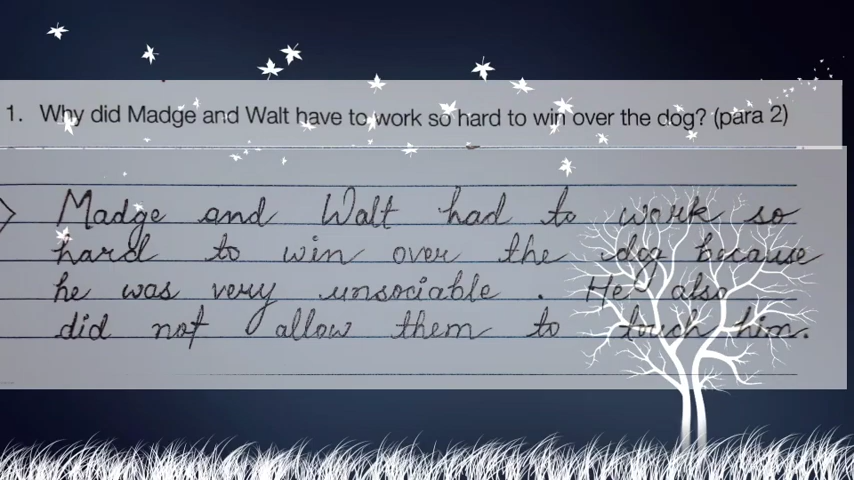 1. Why did Madge and Walt have to work so hard to win over the dog? (para 2)
Madge and Walt had to work so
hard to win over the dog because
he was very unsociable. He also
did not allow them to touch him.